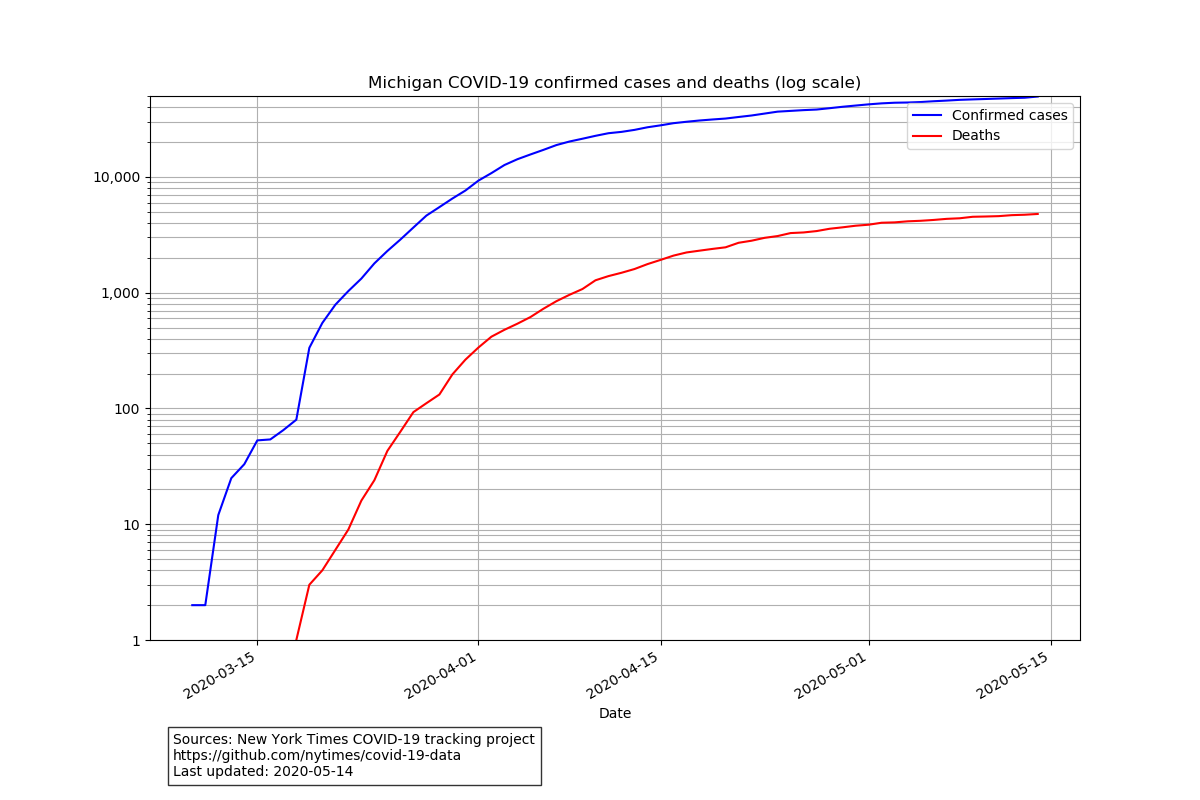 Michigan COVID-19 confirmed cases and deaths (log scale)
Confirmed cases
Deaths
10,000
1,000
100
10
1
2020-03-15
2020-04-01
2020-04-15
2020-05-01
2020-05-15
Date
Sources: New York Times COVID-19 tracking project
https://github.com/nytimes/covid-19-data
Last updated: 2020-05-14